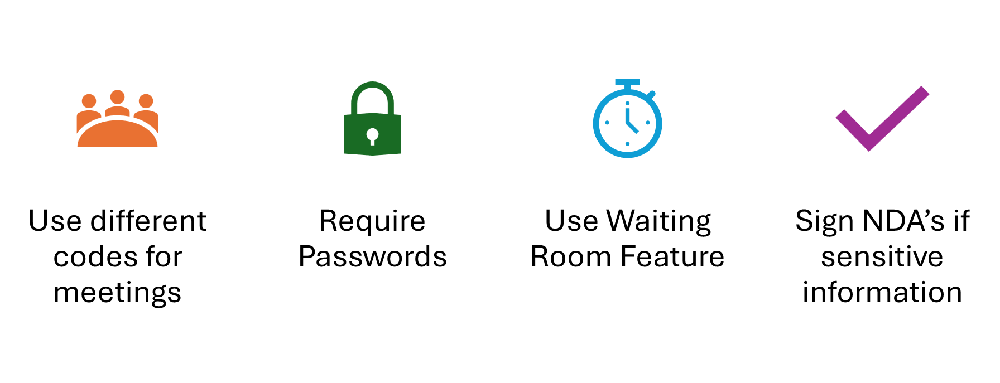 Use different
codes for
meetings
Require
Passwords
Use Waiting
Room Feature
Sign NDA’s if
sensitive
information